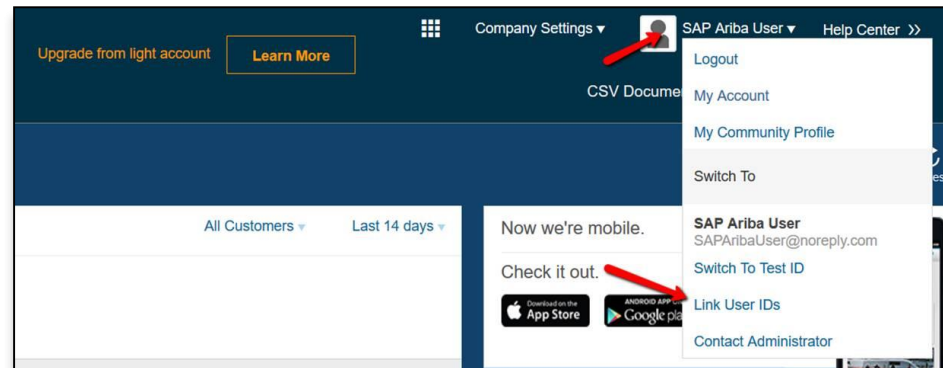 Company Settings ▾
SAP Ariba User ▾
Help Center >>
Upgrade from light account
Learn More
CSV
Logout
My Account
My Community Profile
Switch To
SAP Ariba User
SAPAribaUser@noreply.com
Switch To Test ID
Link User IDs
Contact Administrator
All Customers ▾
Last 14 days ▾
Now we're mobile.
Check it out.
Download on the
App Store
ANDROID APP
Google